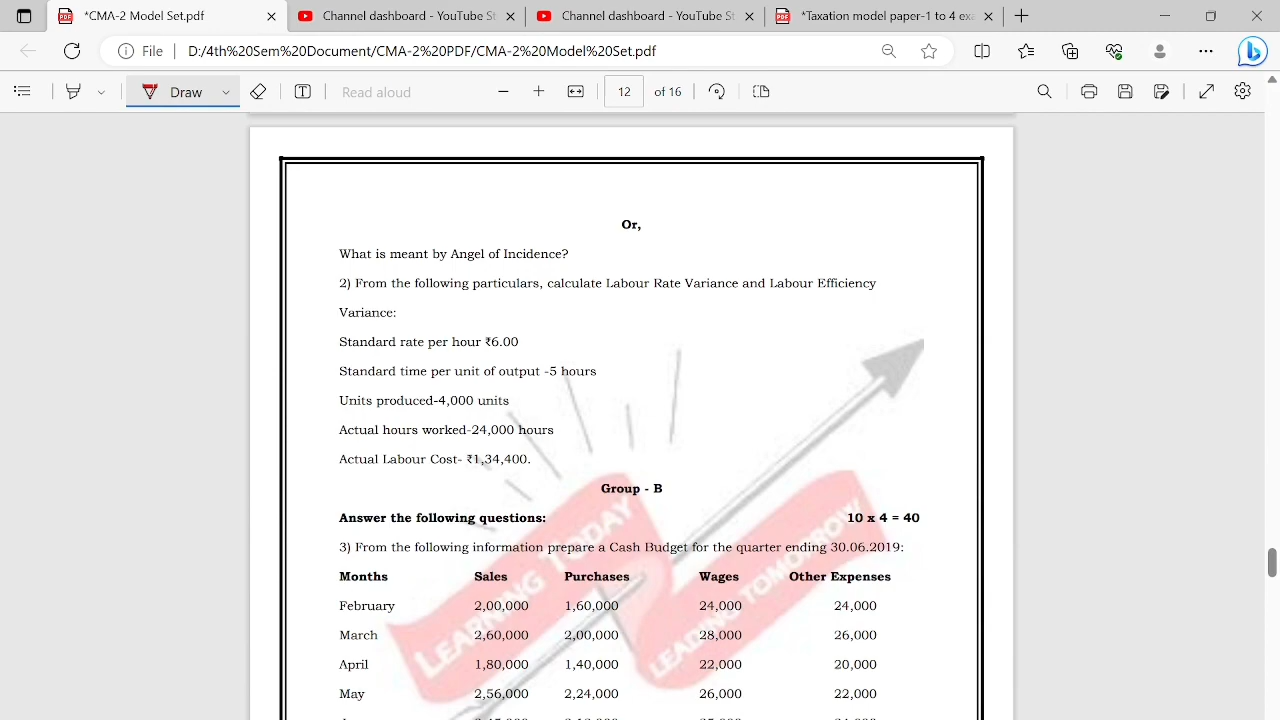 *CMA-2 Model Set.pdf
Channel dashboard - YouTube St
Channel dashboard - YouTube St
*Taxation model paper-1 to 4 exa
File D:/4th%20Sem%20Document/CMA-2%20PDF/CMA-2%20Model%20Set.pdf
Draw Read aloud 12 of 16
Or,
What is meant by Angel of Incidence?
2) From the following particulars, calculate Labour Rate Variance and Labour Efficiency
Variance:
Standard rate per hour ₹6.00
Standard time per unit of output -5 hours
Units produced-4,000 units
Actual hours worked-24,000 hours
Actual Labour Cost- ₹1,34,400.
Group - B
Answer the following questions: 10 x 4 = 40
3) From the following information prepare a Cash Budget for the quarter ending 30.06.2019:
Months Sales Purchases Wages Other Expenses
February 2,00,000 1,60,000 24,000 24,000
March 2,60,000 2,00,000 28,000 26,000
April 1,80,000 1,40,000 22,000 20,000
May 2,56,000 2,24,000 26,000 22,000
LEARNING TODAY
LEADING TOMORROW